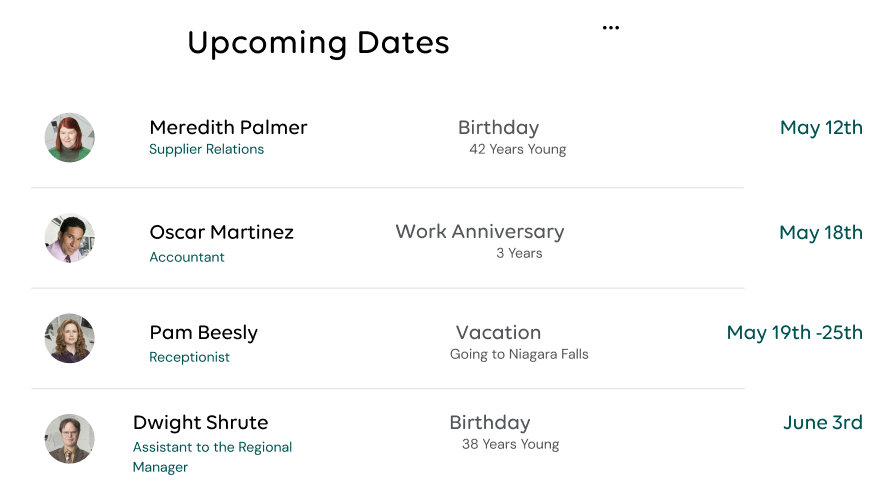 Upcoming Dates
...
Meredith Palmer
Birthday
May 12th
Supplier Relations
42 Years Young
Oscar Martinez
Work Anniversary
May 18th
Accountant
3 Years
Pam Beesly
Vacation
May 19th -25th
Receptionist
Going to Niagara Falls
Dwight Shrute
Birthday
June 3rd
Assistant to the Regional
Manager
38 Years Young